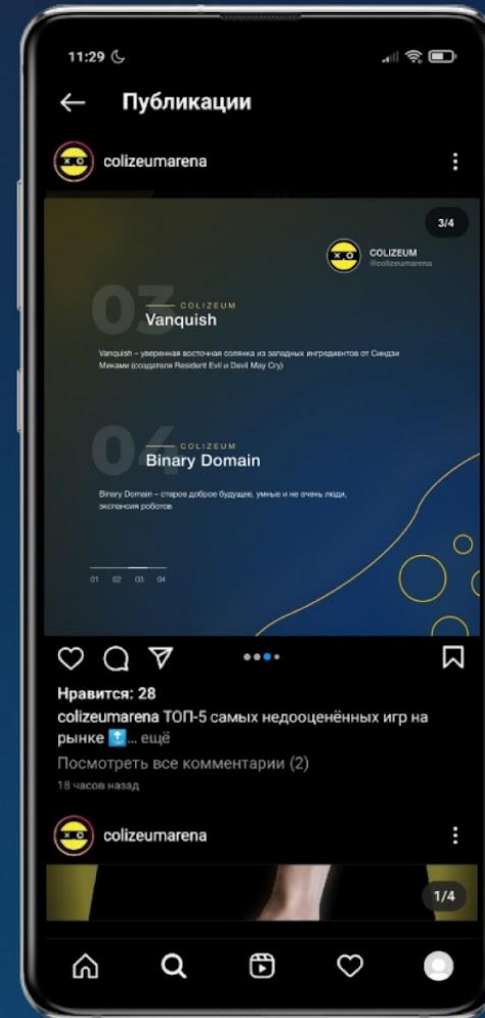 11:29
Публикации
colizeumarena
3/4
COLIZEUM
@colizeumarena
03
COLIZEUM
Vanquish
Vanquish – уверенная восточная солянка из западных ингредиентов от Синдзи
Миками (создателя Resident Evil и Devil May Cry)
04
COLIZEUM
Binary Domain
Binary Domain – старое доброе будущее, умные и не очень люди,
экспансия роботов
01 02 03 04
Нравится: 28
colizeumarena ТОП-5 самых недооценённых игр на
рынке ... ещё
Посмотреть все комментарии (2)
18 часов назад
colizeumarena
1/4